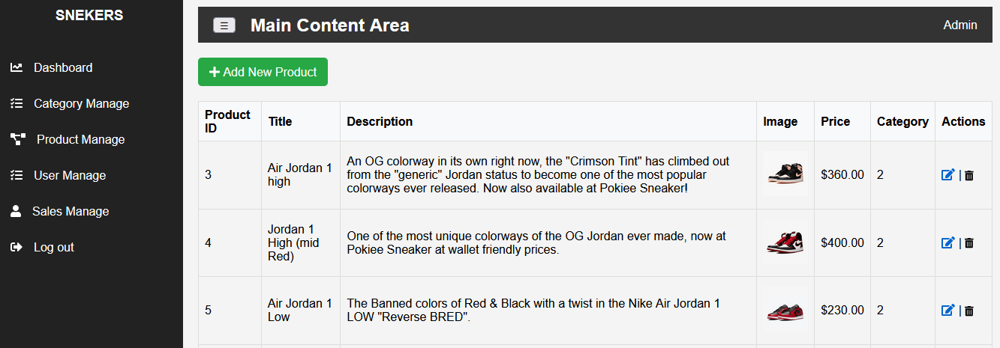 SNEKERS
Dashboard
Category Manage
Product Manage
User Manage
Sales Manage
Log out
Main Content Area
Admin
Add New Product
Product
ID
Title
Description
Image
Price
Category
Actions
3
Air Jordan 1
high
An OG colorway in its own right now, the "Crimson Tint" has climbed out
from the "generic" Jordan status to become one of the most popular
colorways ever released. Now also available at Pokiee Sneaker!
$360.00
2
|
4
Jordan 1
High (mid
Red)
One of the most unique colorways of the OG Jordan ever made, now at
Pokiee Sneaker at wallet friendly prices.
$400.00
2
|
5
Air Jordan 1
Low
The Banned colors of Red & Black with a twist in the Nike Air Jordan 1
LOW "Reverse BRED".
$230.00
2
|